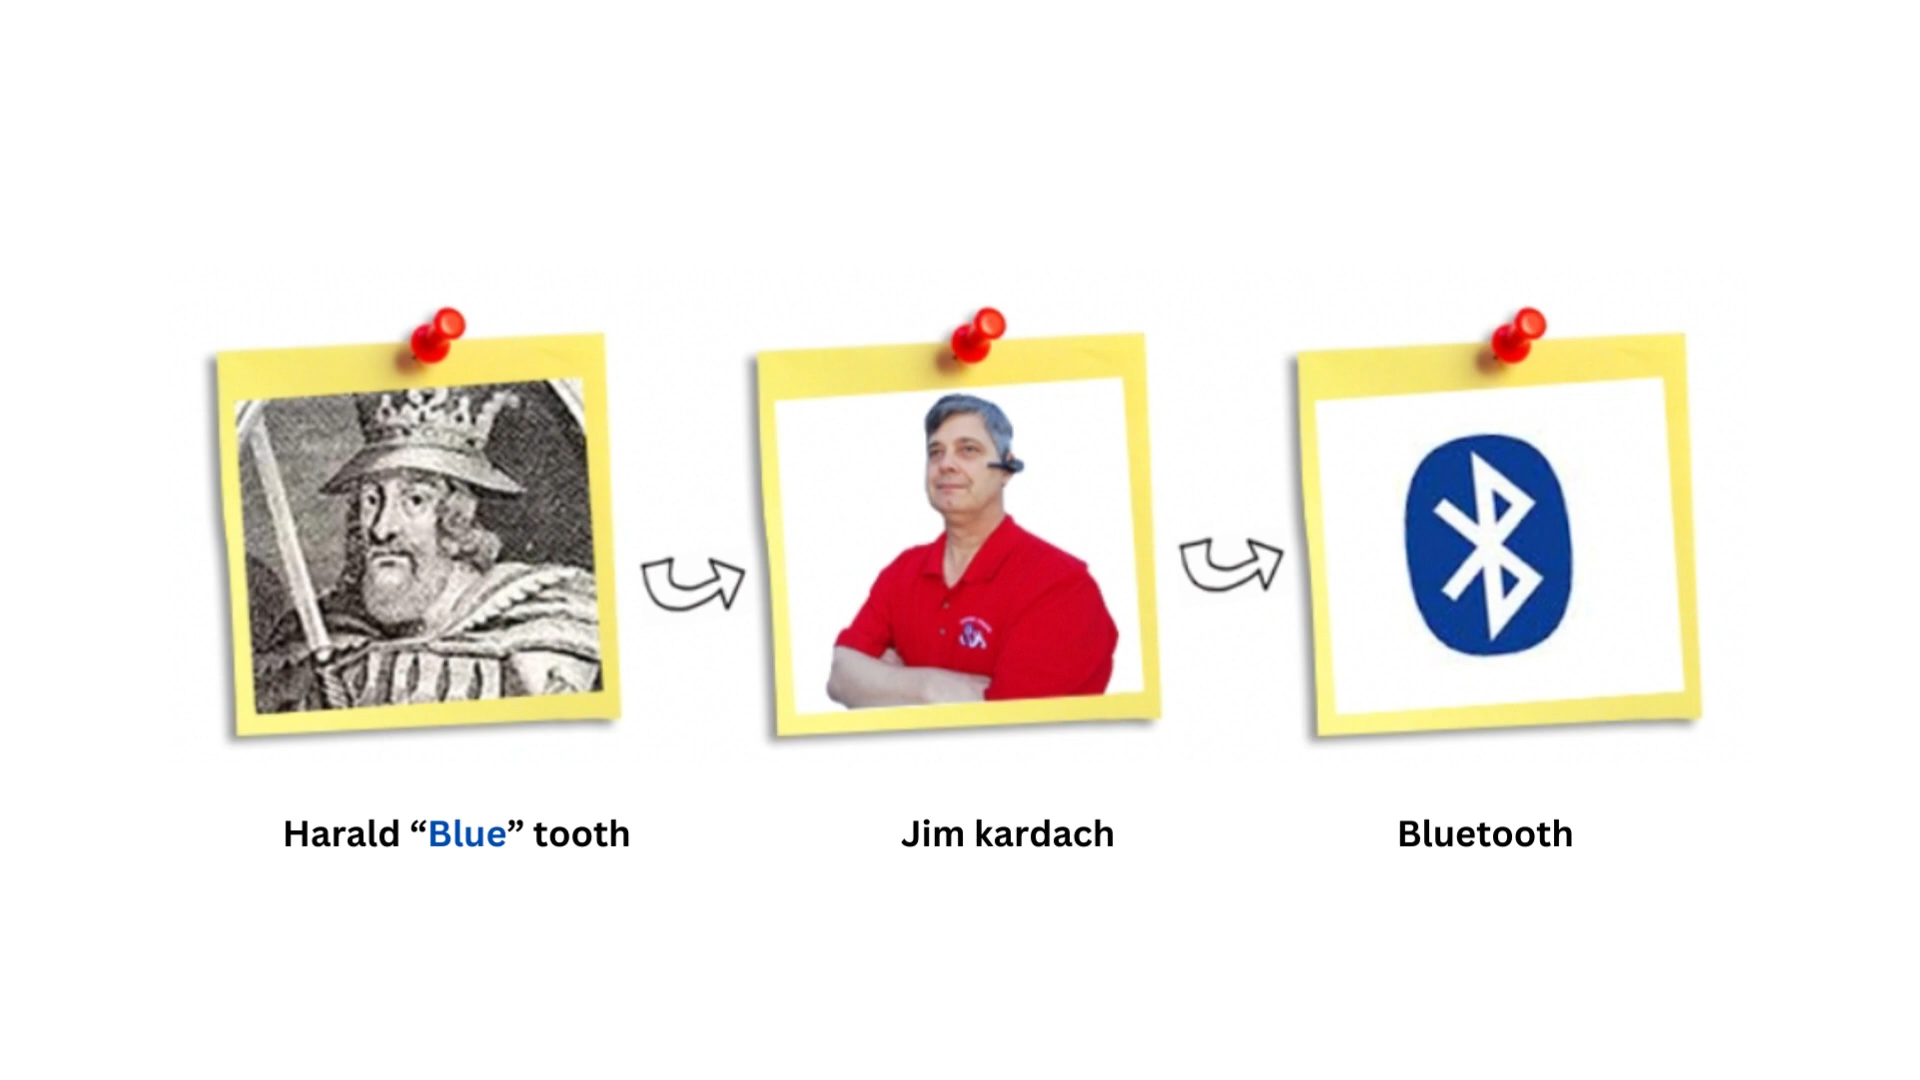 Harald “Blue” tooth
Jim kardach
Bluetooth